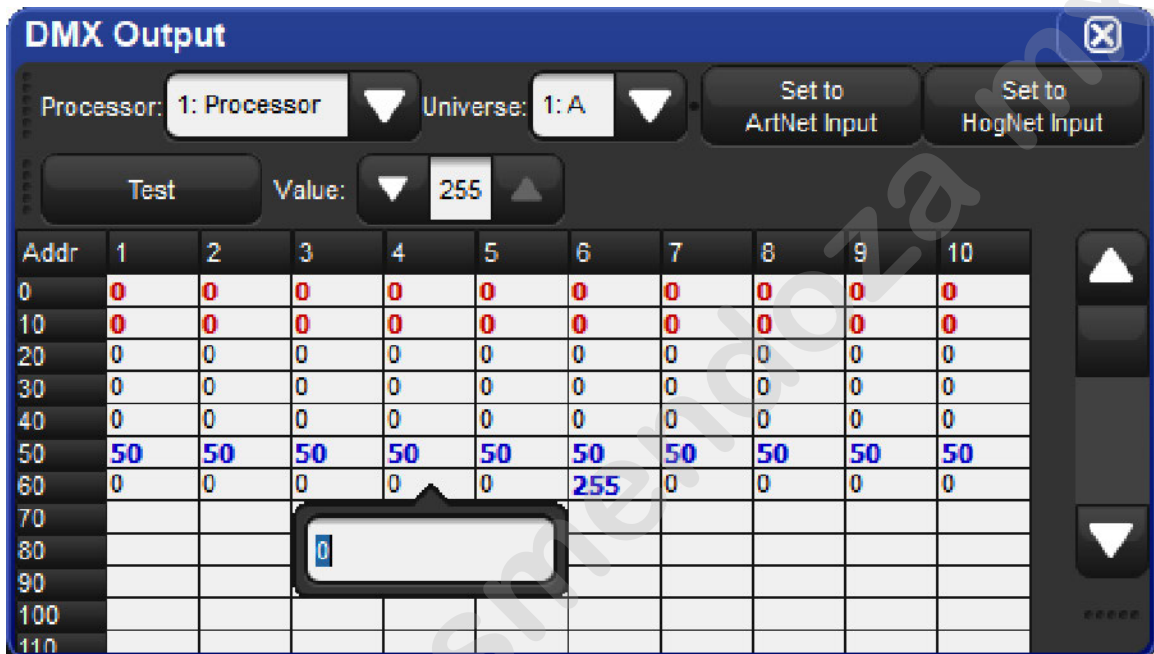 DMX Output
Processor: 1: Processor Universe: 1: A Set to ArtNet Input Set to HogNet Input
Test Value: 255
Addr 1 2 3 4 5 6 7 8 9 10
0 0 0 0 0 0 0 0 0 0 0
10 0 0 0 0 0 0 0 0 0 0
20 0 0 0 0 0 0 0 0 0 0
30 0 0 0 0 0 0 0 0 0 0
40 0 0 0 0 0 0 0 0 0 0
50 50 50 50 50 50 50 50 50 50 50
60 0 0 0 0 0 255 0 0 0 0
70
80 0
90
100
110
smendoza mx